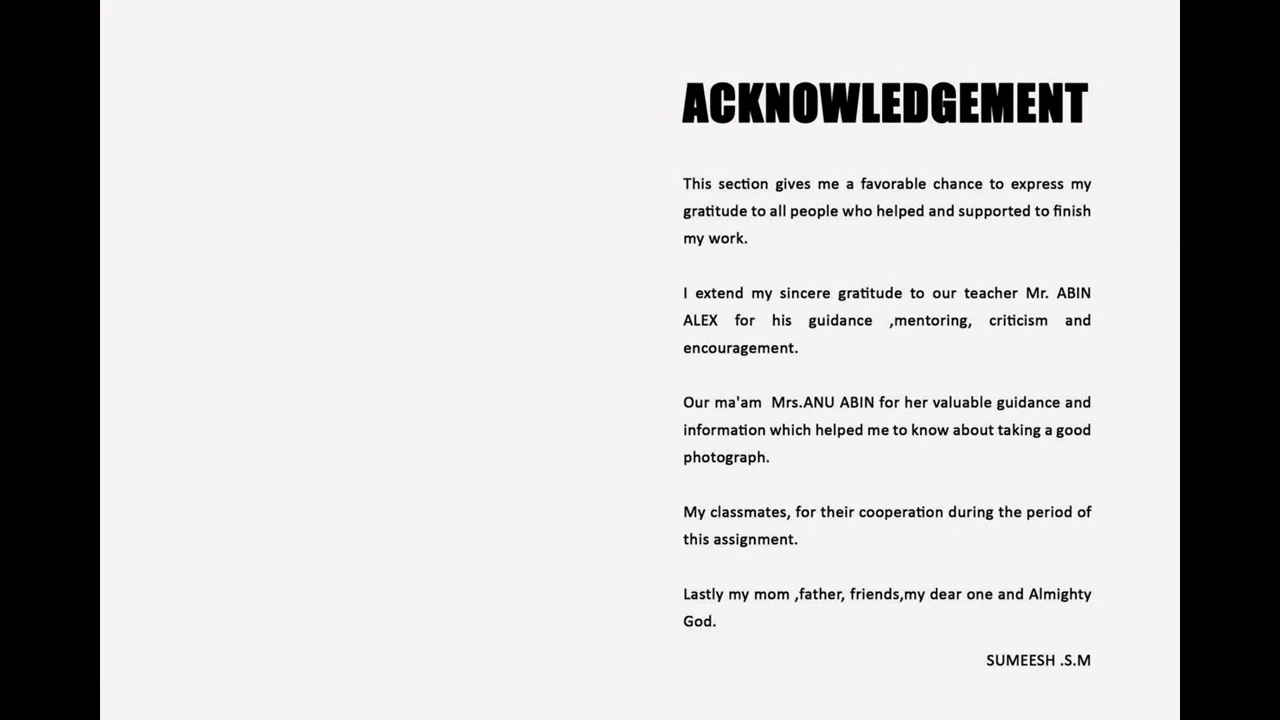 ACKNOWLEDGEMENT
This section gives me a favorable chance to express my
gratitude to all people who helped and supported to finish
my work.
I extend my sincere gratitude to our teacher Mr. ABIN
ALEX for his guidance ,mentoring, criticism and
encouragement.
Our ma'am Mrs.ANU ABIN for her valuable guidance and
information which helped me to know about taking a good
photograph.
My classmates, for their cooperation during the period of
this assignment.
Lastly my mom ,father, friends,my dear one and Almighty
God.
SUMEESH .S.M